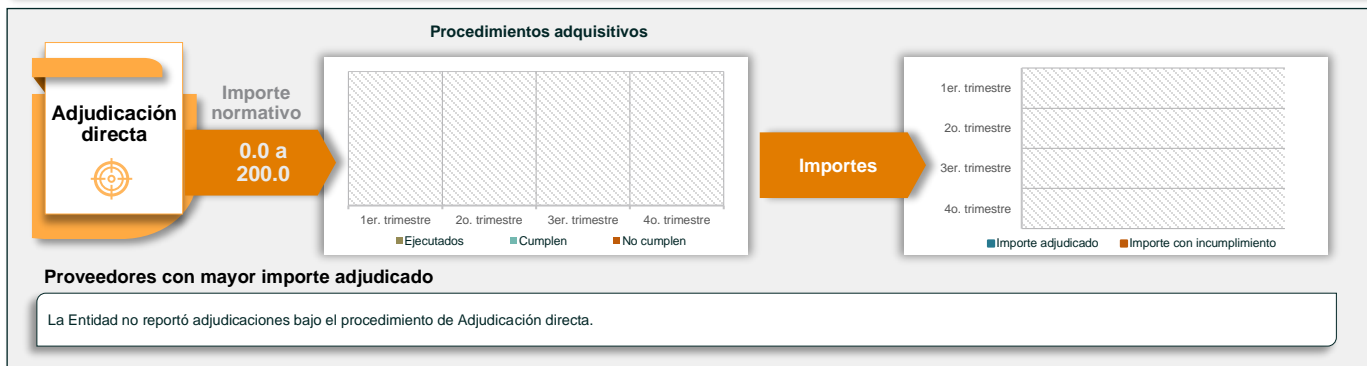 Procedimientos adquisitivos
Adjudicación
directa
Importe
normativo
0.0 a
200.0
1er. trimestre 2o. trimestre 3er. trimestre 4o. trimestre
Ejecutados Cumplen No cumplen
Importes
1er. trimestre
2o. trimestre
3er. trimestre
4o. trimestre
Importe adjudicado Importe con incumplimiento
Proveedores con mayor importe adjudicado
La Entidad no reportó adjudicaciones bajo el procedimiento de Adjudicación directa.